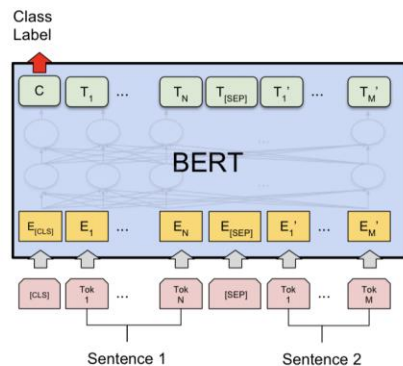 Class
Label
C T1 ... TN T[SEP] T1' ... TM'
...
BERT
...
E[CLS] E1 ... EN E[SEP] E1' ... EM'
[CLS] Tok 1 ... Tok N [SEP] Tok 1 ... Tok M
Sentence 1 Sentence 2